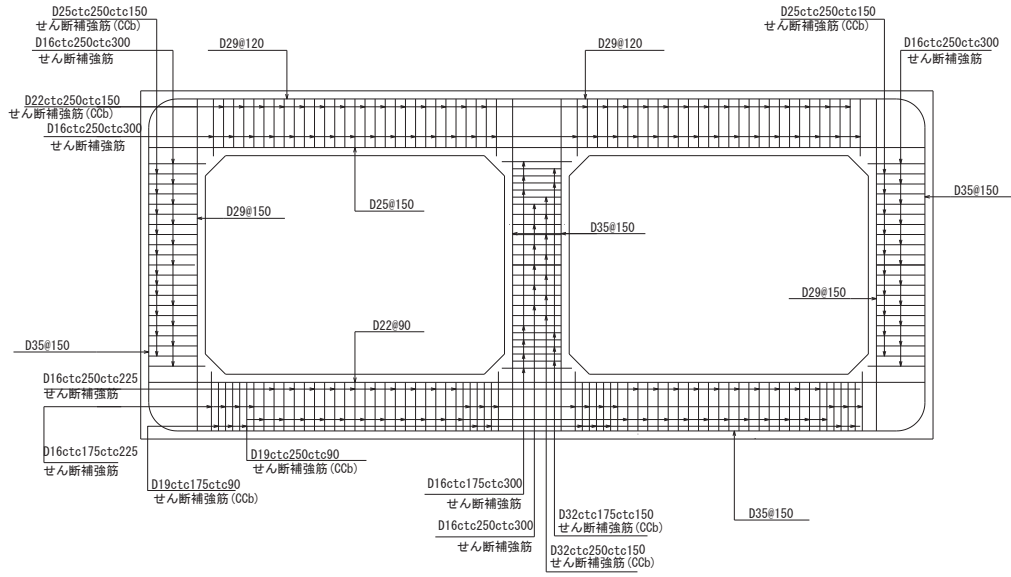 D25ctc250ctc150
せん断補強筋(CCb)
D16ctc250ctc300
せん断補強筋
D29@120
D29@120
D25ctc250ctc150
せん断補強筋(CCb)
D16ctc250ctc300
せん断補強筋
D22ctc250ctc150
せん断補強筋(CCb)
D16ctc250ctc300
せん断補強筋
D29@150
D25@150
D35@150
D35@150
D29@150
D35@150
D22@90
D16ctc250ctc225
せん断補強筋
D16ctc175ctc225
せん断補強筋
D19ctc250ctc90
せん断補強筋(CCb)
D19ctc175ctc90
せん断補強筋(CCb)
D16ctc175ctc300
せん断補強筋
D16ctc250ctc300
せん断補強筋
D32ctc175ctc150
せん断補強筋(CCb)
D32ctc250ctc150
せん断補強筋(CCb)
D35@150